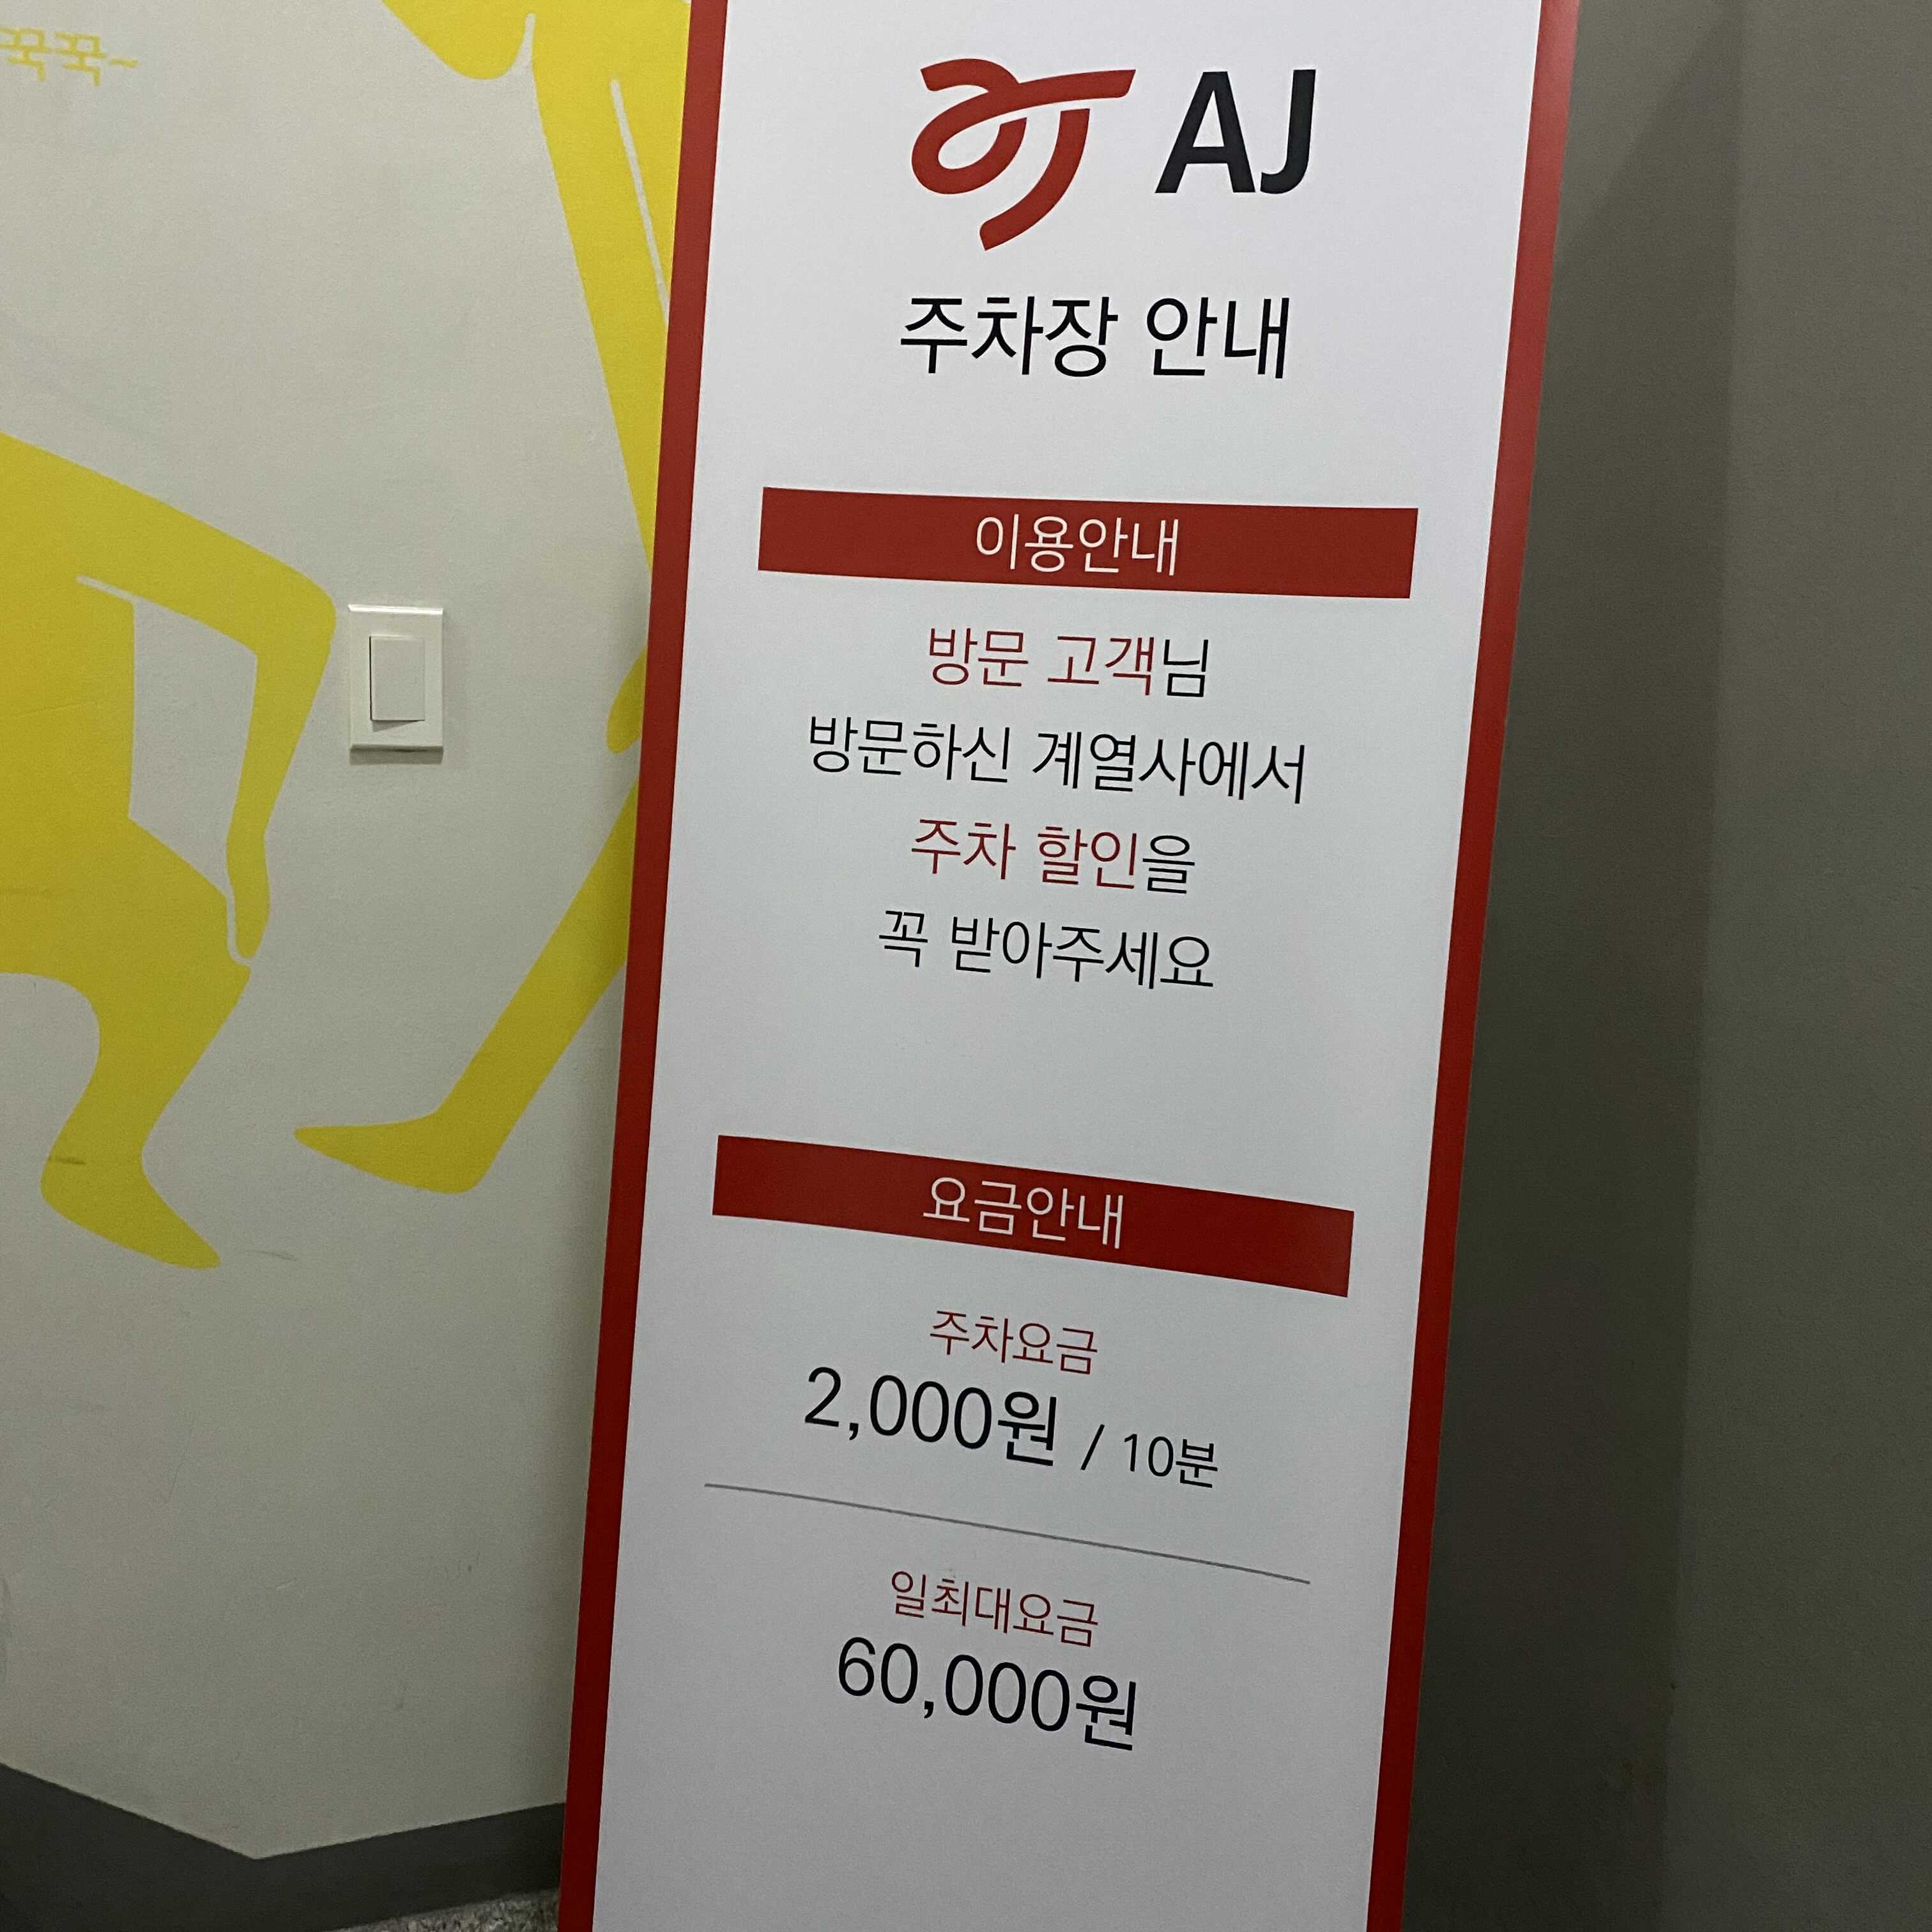 꾹꾹~
AJ
주차장 안내
이용안내
방문 고객님
방문하신 계열사에서
주차 할인을
꼭 받아주세요
요금안내
주차요금
2,000원 / 10분
일최대요금
60,000원